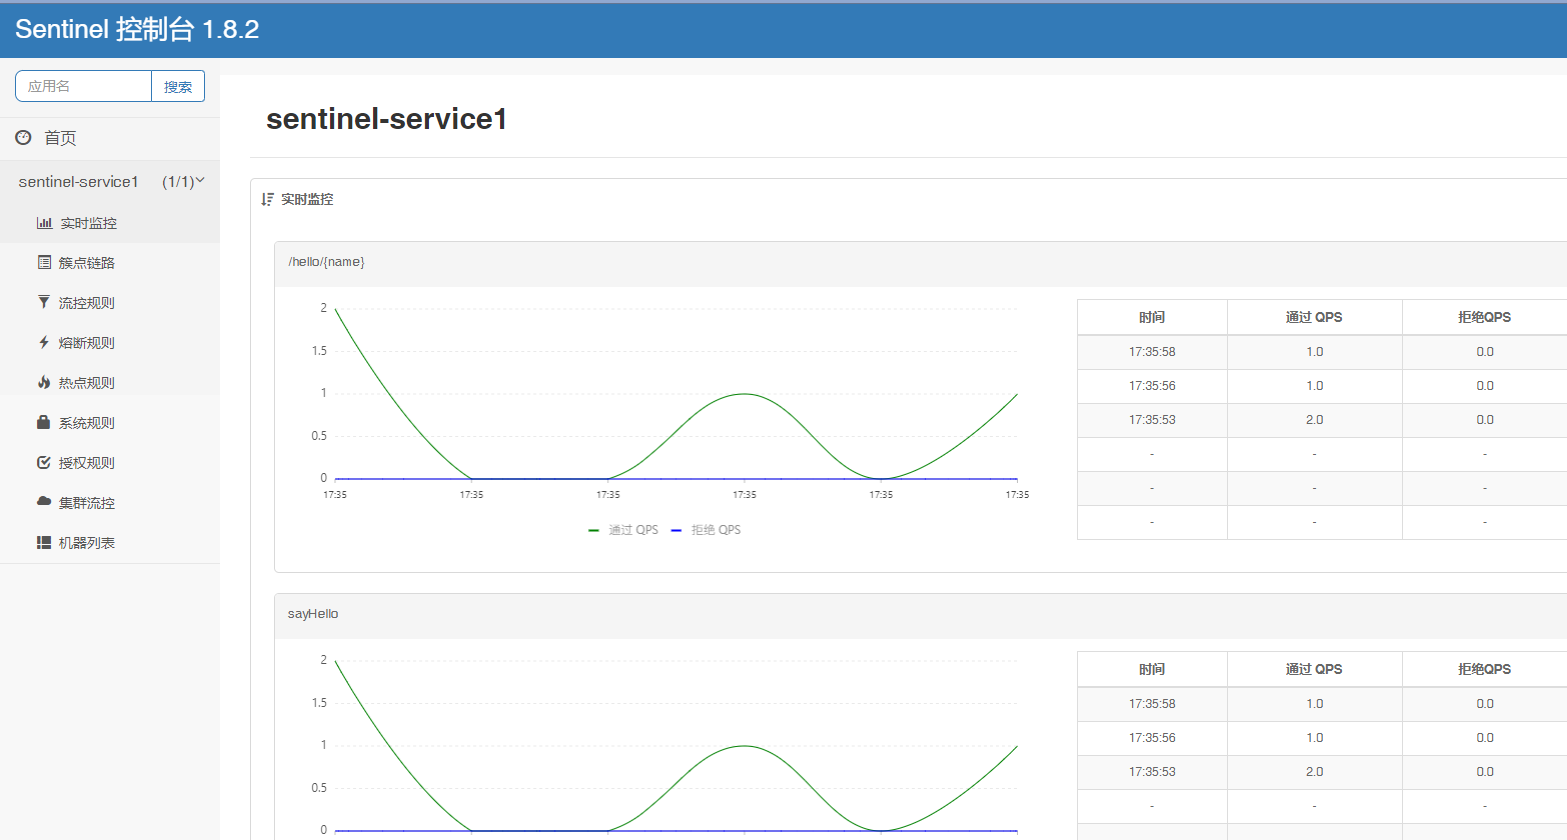 Sentinel 控制台 1.8.2
应用名 搜索
首页
sentinel-service1 (1/1)
实时监控
簇点链路
流控规则
熔断规则
热点规则
系统规则
授权规则
集群流控
机器列表
sentinel-service1
实时监控
/hello/{name}
2
1.5
1
0.5
0
17:35 17:35 17:35 17:35 17:35 17:35
通过 QPS 拒绝 QPS
时间 通过 QPS 拒绝QPS
17:35:58 1.0 0.0
17:35:56 1.0 0.0
17:35:53 2.0 0.0
- - -
- - -
- - -
sayHello
2
1.5
1
0.5
0
时间 通过 QPS 拒绝QPS
17:35:58 1.0 0.0
17:35:56 1.0 0.0
17:35:53 2.0 0.0
- - -